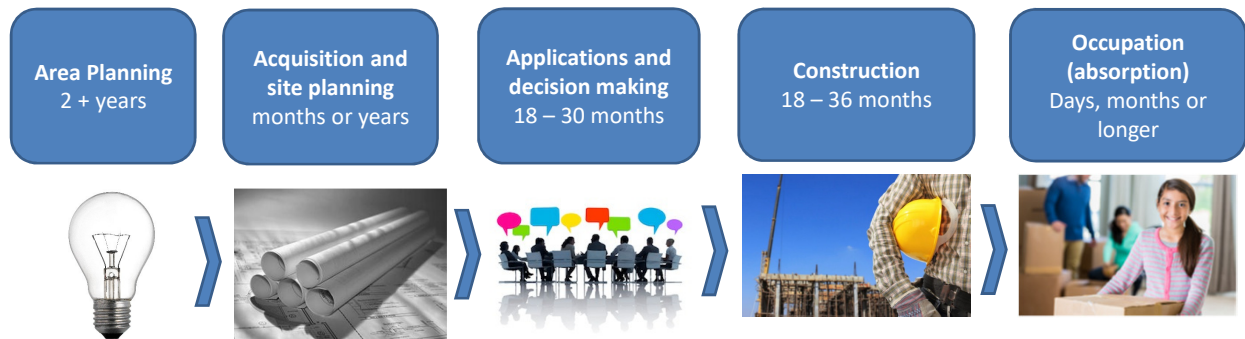 Area Planning
2 + years
Acquisition and
site planning
months or years
Applications and
decision making
18 – 30 months
Construction
18 – 36 months
Occupation
(absorption)
Days, months or
longer